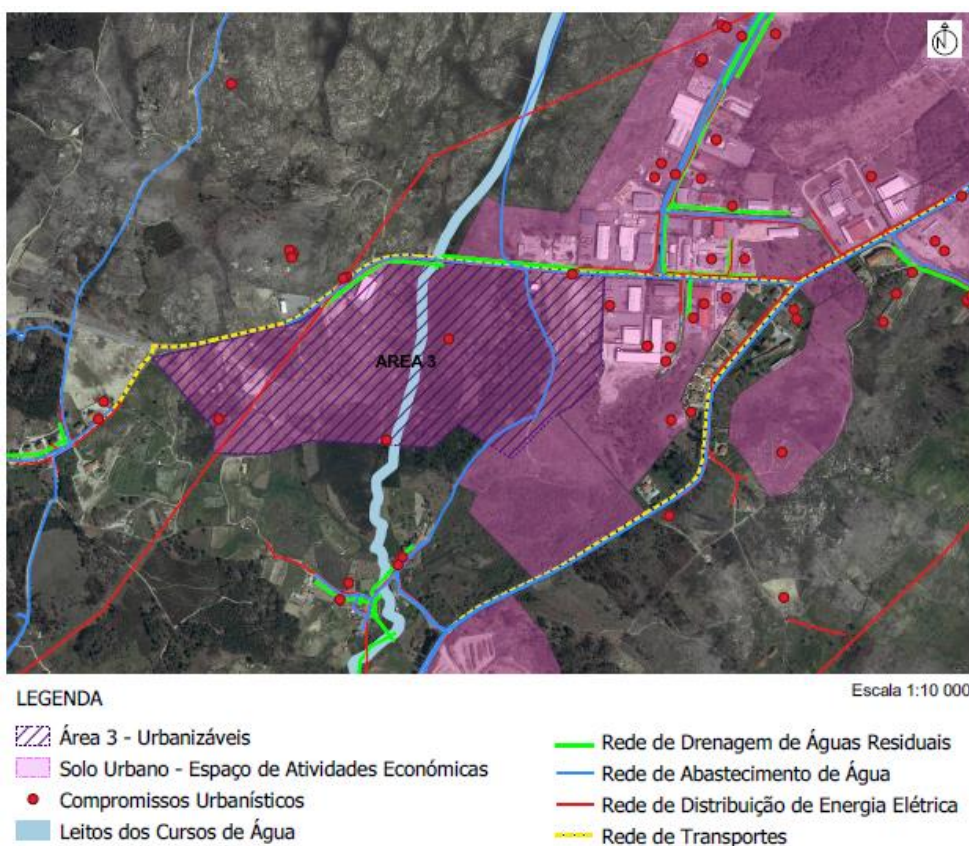 N
AREA 3
Escala 1:10 000
LEGENDA
Área 3 - Urbanizáveis
Solo Urbano - Espaço de Atividades Económicas
Compromissos Urbanísticos
Leitos dos Cursos de Água
Rede de Drenagem de Águas Residuais
Rede de Abastecimento de Água
Rede de Distribuição de Energia Elétrica
Rede de Transportes